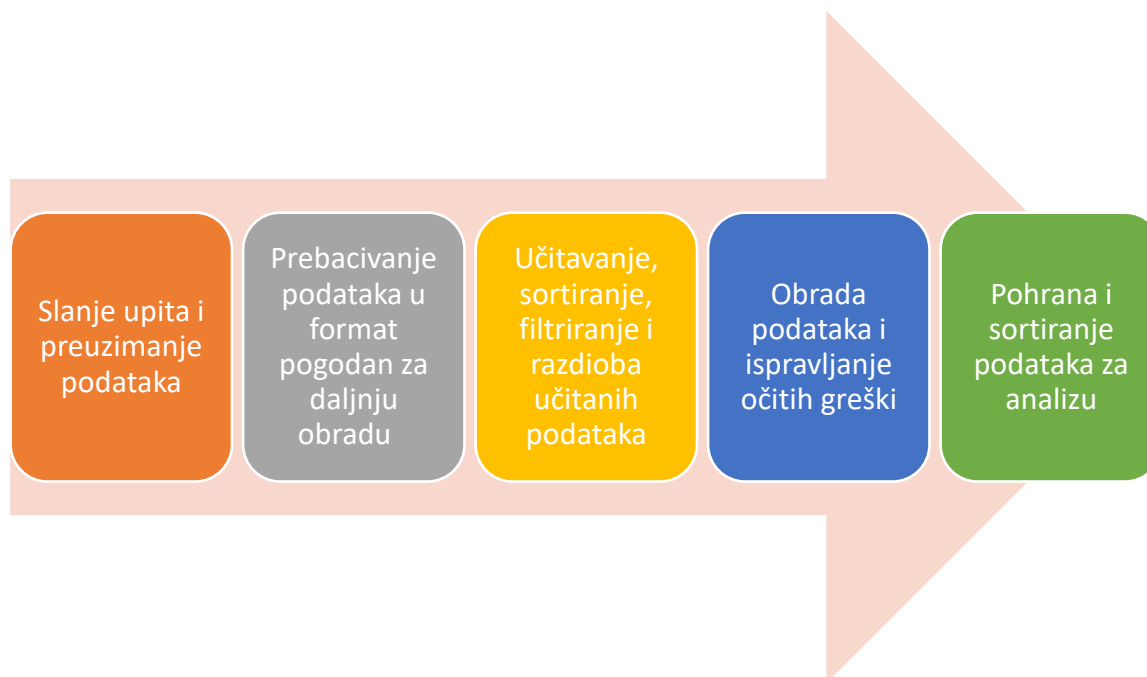 Slanje upita i
preuzimanje
podataka
Prebacivanje
podataka u
format
pogodan za
daljnju
obradu
Učitavanje,
sortiranje,
filtriranje i
razdioba
učitanih
podataka
Obrada
podataka i
ispravljanje
očitih greški
Pohrana i
sortiranje
podataka za
analizu